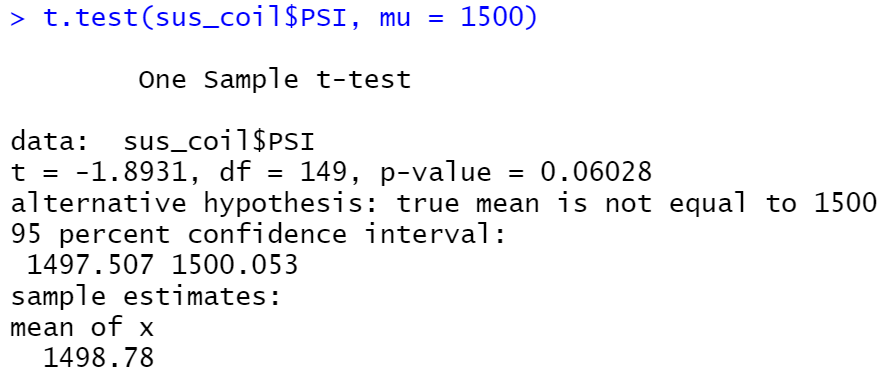 > t.test(sus_coil$PSI, mu = 1500)
One Sample t-test
data:  sus_coil$PSI
t = -1.8931, df = 149, p-value = 0.06028
alternative hypothesis: true mean is not equal to 1500
95 percent confidence interval:
1497.507 1500.053
sample estimates:
mean of x
1498.78